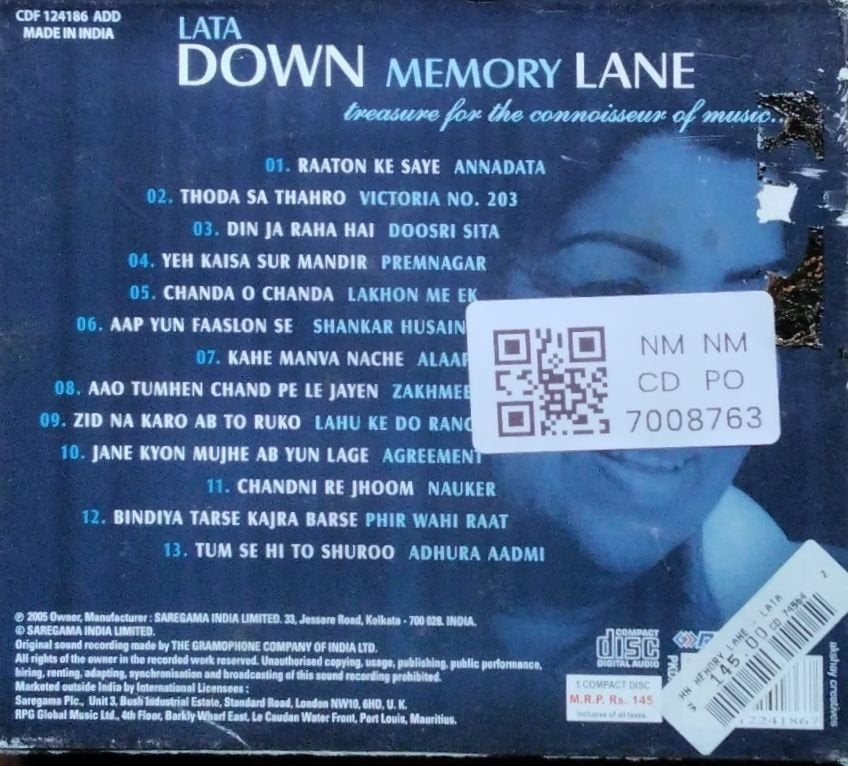 CDF 124186 ADD
MADE IN INDIA
LATA
DOWN MEMORY LANE
treasure for the connoisseur of music...
01. RAATON KE SAYE ANNADATA
02. THODA SA THAHRO VICTORIA NO. 203
03. DIN JA RAHA HAI DOOSRI SITA
04. YEH KAISA SUR MANDIR PREMNAGAR
05. CHANDA O CHANDA LAKHON ME EK
06. AAP YUN FAASLON SE SHANKAR HUSAIN
07. KAHE MANVA NACHE ALAAP
08. AAO TUMHEN CHAND PE LE JAYEN ZAKHMEE
09. ZID NA KARO AB TO RUKO LAHU KE DO RANG
10. JANE KYON MUJHE AB YUN LAGE AGREEMENT
11. CHANDNI RE JHOOM NAUKER
12. BINDIYA TARSE KAJRA BARSE PHIR WAHI RAAT
13. TUM SE HI TO SHUROO ADHURA AADMI
NM NM
CD PO
7008763
℗ 2005 Owner, Manufacturer : SAREGAMA INDIA LIMITED. 33, Jessore Road, Kolkata - 700 028. INDIA.
© SAREGAMA INDIA LIMITED.
Original sound recording made by THE GRAMOPHONE COMPANY OF INDIA LTD.
All rights of the owner in the recorded work reserved. Unauthorised copying, usage, publishing, public performance,
hiring, renting, adapting, synchronisation and broadcasting of this sound recording prohibited.
Marketed outside India by International Licensees :
Saregama Plc., Unit 3, Bush Industrial Estate, Standard Road, London NW10, 6HD, U. K.
RPG Global Music Ltd., 4th Floor, Barkly Wharf East, Le Caudan Water Front, Port Louis, Mauritius.
COMPACT
disc
DIGITAL AUDIO
1 COMPACT DISC
M.R.P. Rs. 145
Inclusive of all taxes
HN MEMORY LANE - LATA
145.00 CD
2241867
akshay creatives